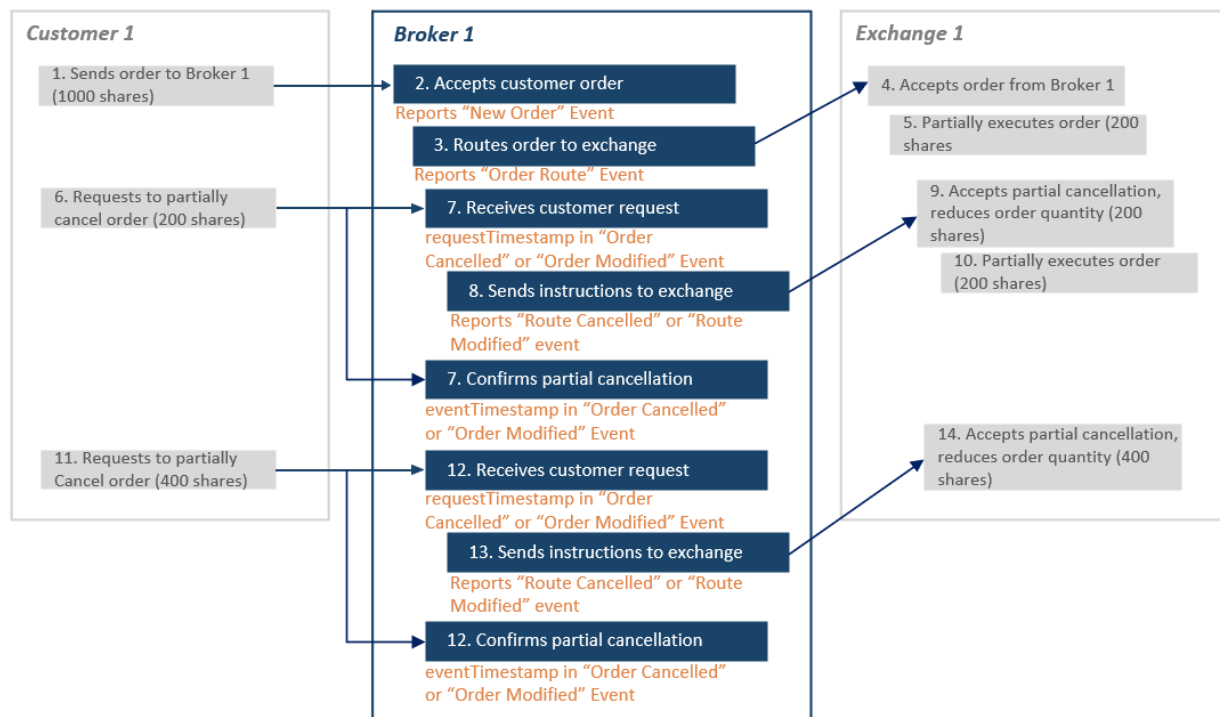 Customer 1
1. Sends order to Broker 1
(1000 shares)
6. Requests to partially
cancel order (200 shares)
11. Requests to partially
Cancel order (400 shares)
Broker 1
2. Accepts customer order
Reports “New Order” Event
3. Routes order to exchange
Reports “Order Route” Event
7. Receives customer request
requestTimestamp in “Order
Cancelled” or “Order Modified” Event
8. Sends instructions to exchange
Reports “Route Cancelled” or “Route
Modified” event
7. Confirms partial cancellation
eventTimestamp in “Order Cancelled”
or “Order Modified” Event
12. Receives customer request
requestTimestamp in “Order
Cancelled” or “Order Modified” Event
13. Sends instructions to exchange
Reports “Route Cancelled” or “Route
Modified” event
12. Confirms partial cancellation
eventTimestamp in “Order Cancelled”
or “Order Modified” Event
Exchange 1
4. Accepts order from Broker 1
5. Partially executes order (200
shares
9. Accepts partial cancellation,
reduces order quantity (200
shares)
10. Partially executes order
(200 shares)
14. Accepts partial cancellation,
reduces order quantity (400
shares)